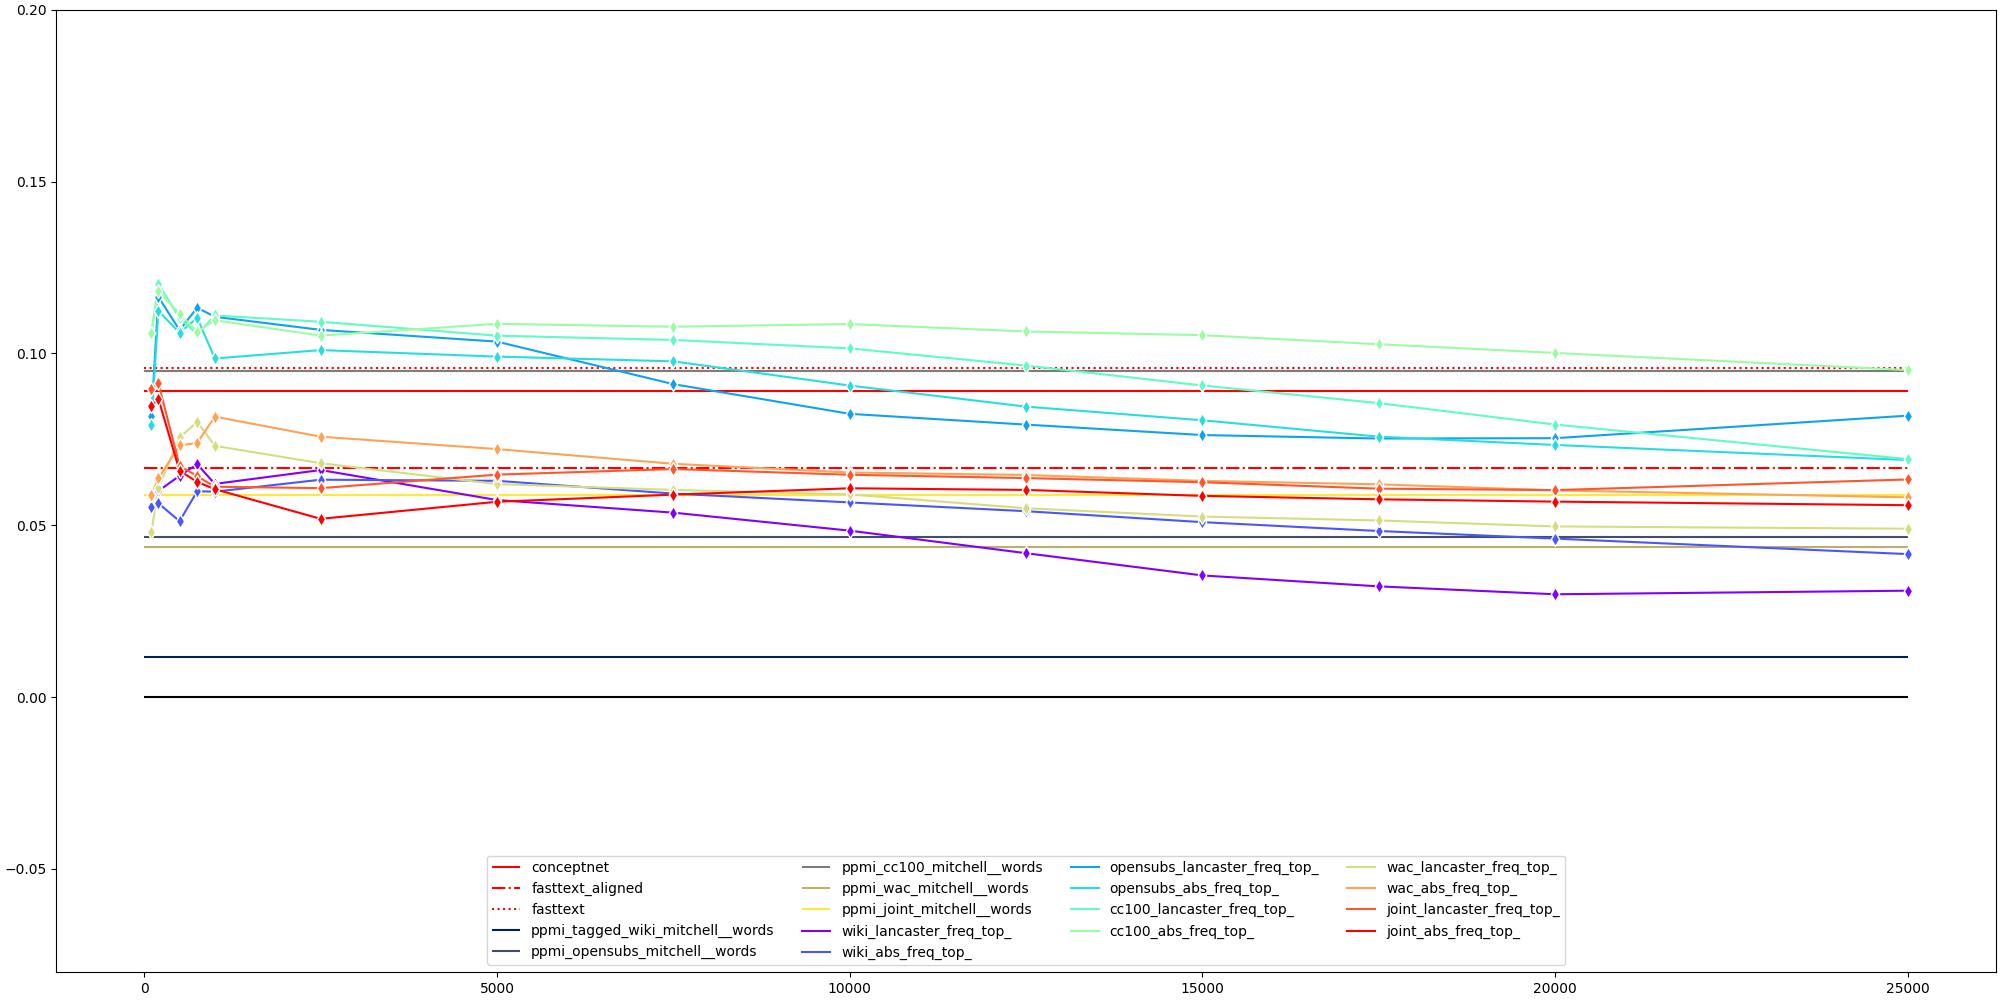 0.20
0.15
0.10
0.05
0.00
−0.05
0
5000
10000
15000
20000
25000
conceptnet
fasttext_aligned
fasttext
ppmi_tagged_wiki_mitchell__words
ppmi_opensubs_mitchell__words
ppmi_cc100_mitchell__words
ppmi_wac_mitchell__words
ppmi_joint_mitchell__words
wiki_lancaster_freq_top_
wiki_abs_freq_top_
opensubs_lancaster_freq_top_
opensubs_abs_freq_top_
cc100_lancaster_freq_top_
cc100_abs_freq_top_
wac_lancaster_freq_top_
wac_abs_freq_top_
joint_lancaster_freq_top_
joint_abs_freq_top_